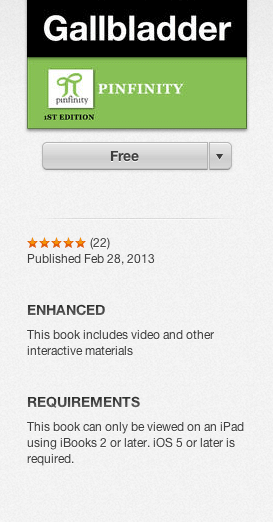 Gallbladder
pinfinity
PINFINITY
1ST EDITION
Free
(22)
Published Feb 28, 2013
ENHANCED
This book includes video and other
interactive materials
REQUIREMENTS
This book can only be viewed on an iPad
using iBooks 2 or later. iOS 5 or later is
required.